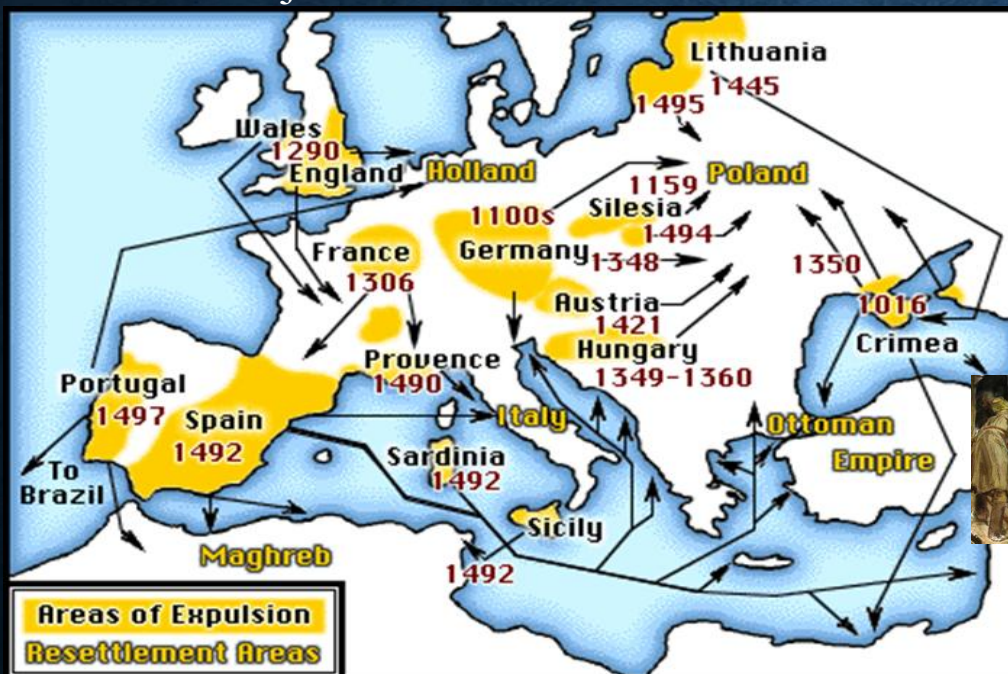 Lithuania
1445
1495
Wales
1290
England
Holland
1159
Poland
1100s
Silesia
1494
France
Germany
1348
1350
1306
Austria
1421
1016
Provence
1490
Hungary
1349-1360
Crimea
Portugal
1497
Spain
1492
Italy
Ottoman
Empire
To
Brazil
Sardinia
1492
Sicily
Maghreb
1492
Areas of Expulsion
Resettlement Areas